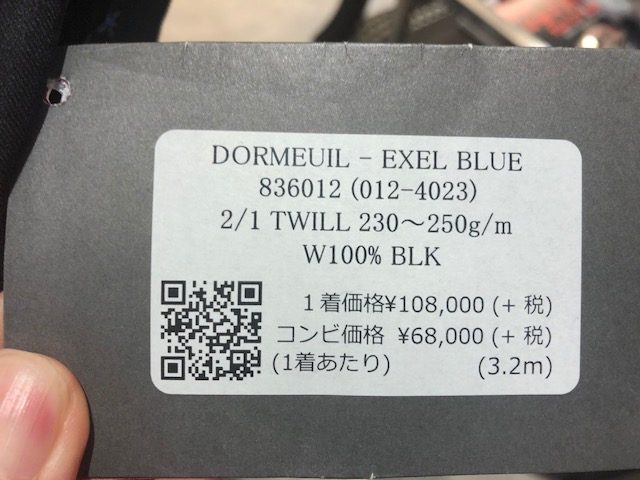 DORMEUIL - EXEL BLUE
836012 (012-4023)
2/1 TWILL 230～250g/m
W100% BLK
1着価格¥108,000 (+ 税)
コンビ価格 ¥68,000 (+ 税)
(1着あたり) (3.2m)